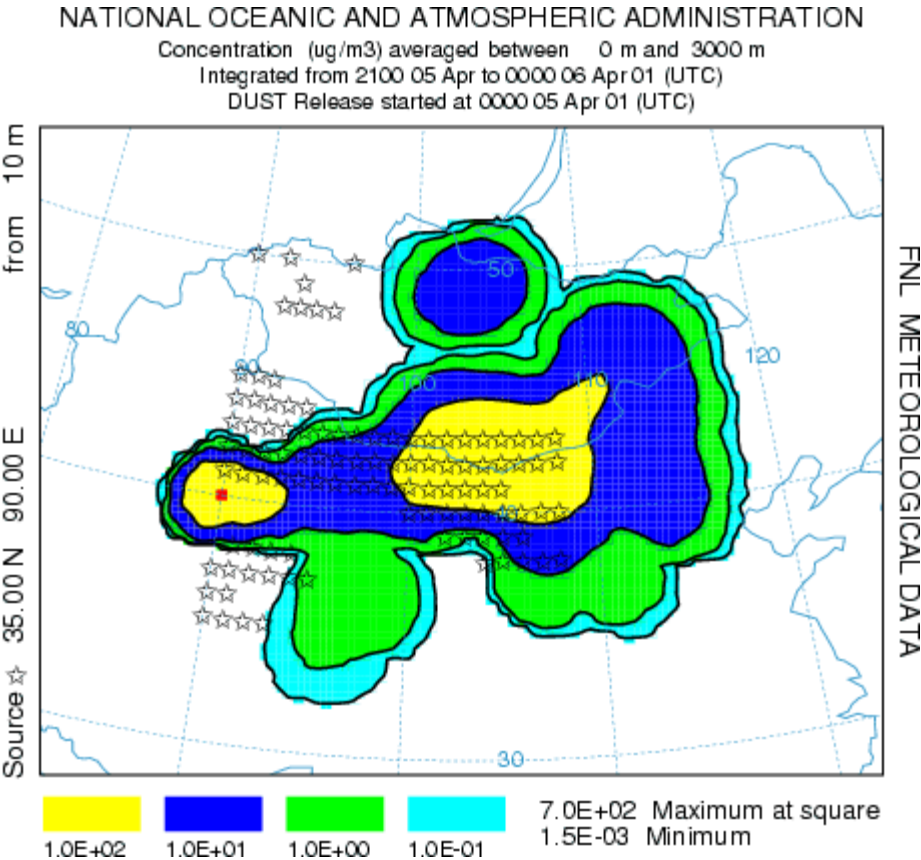 NATIONAL OCEANIC AND ATMOSPHERIC ADMINISTRATION
Concentration (ug/m3) averaged between 0 m and 3000 m
Integrated from 2100 05 Apr to 0000 06 Apr 01 (UTC)
DUST Release started at 0000 05 Apr 01 (UTC)
Source ☆ 35.00 N 90.00 E from 10 m
FNL METEOROLOGICAL DATA
50
80
90
100
110
120
40
30
1.0E+02 1.0E+01 1.0E+00 1.0E-01
7.0E+02 Maximum at square
1.5E-03 Minimum